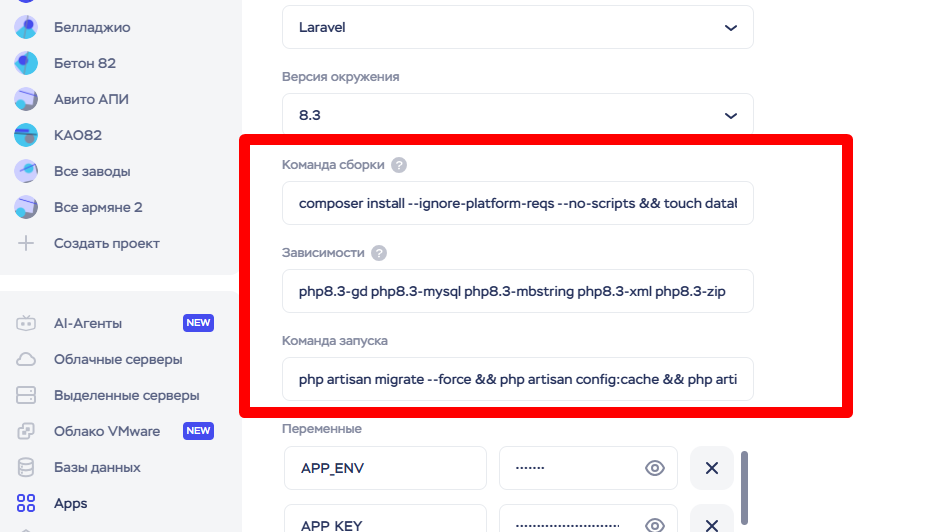 Белладжио
Бетон 82
Авито АПИ
КАО82
Все заводы
Все армяне 2
Создать проект
AI-Агенты
NEW
Облачные серверы
Выделенные серверы
Облако VMware
NEW
Базы данных
Apps
Laravel
Версия окружения
8.3
Команда сборки ?
composer install --ignore-platform-reqs --no-scripts && touch datab
Зависимости ?
php8.3-gd php8.3-mysql php8.3-mbstring php8.3-xml php8.3-zip
Команда запуска
php artisan migrate --force && php artisan config:cache && php arti
Переменные
APP_ENV
•••••••
APP_KEY